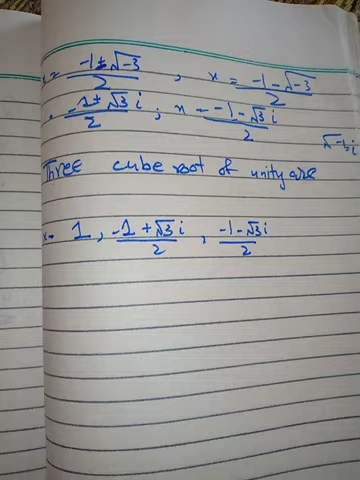 x = -1 ± √-3 / 2 , x = -1 - √-3 / 2
-1 ± √3 i / 2 ; x = -1 - √3 i / 2
√-1, i
Three cube root of unity are
x = 1 , -1 + √3 i / 2 , -1 - √3 i / 2